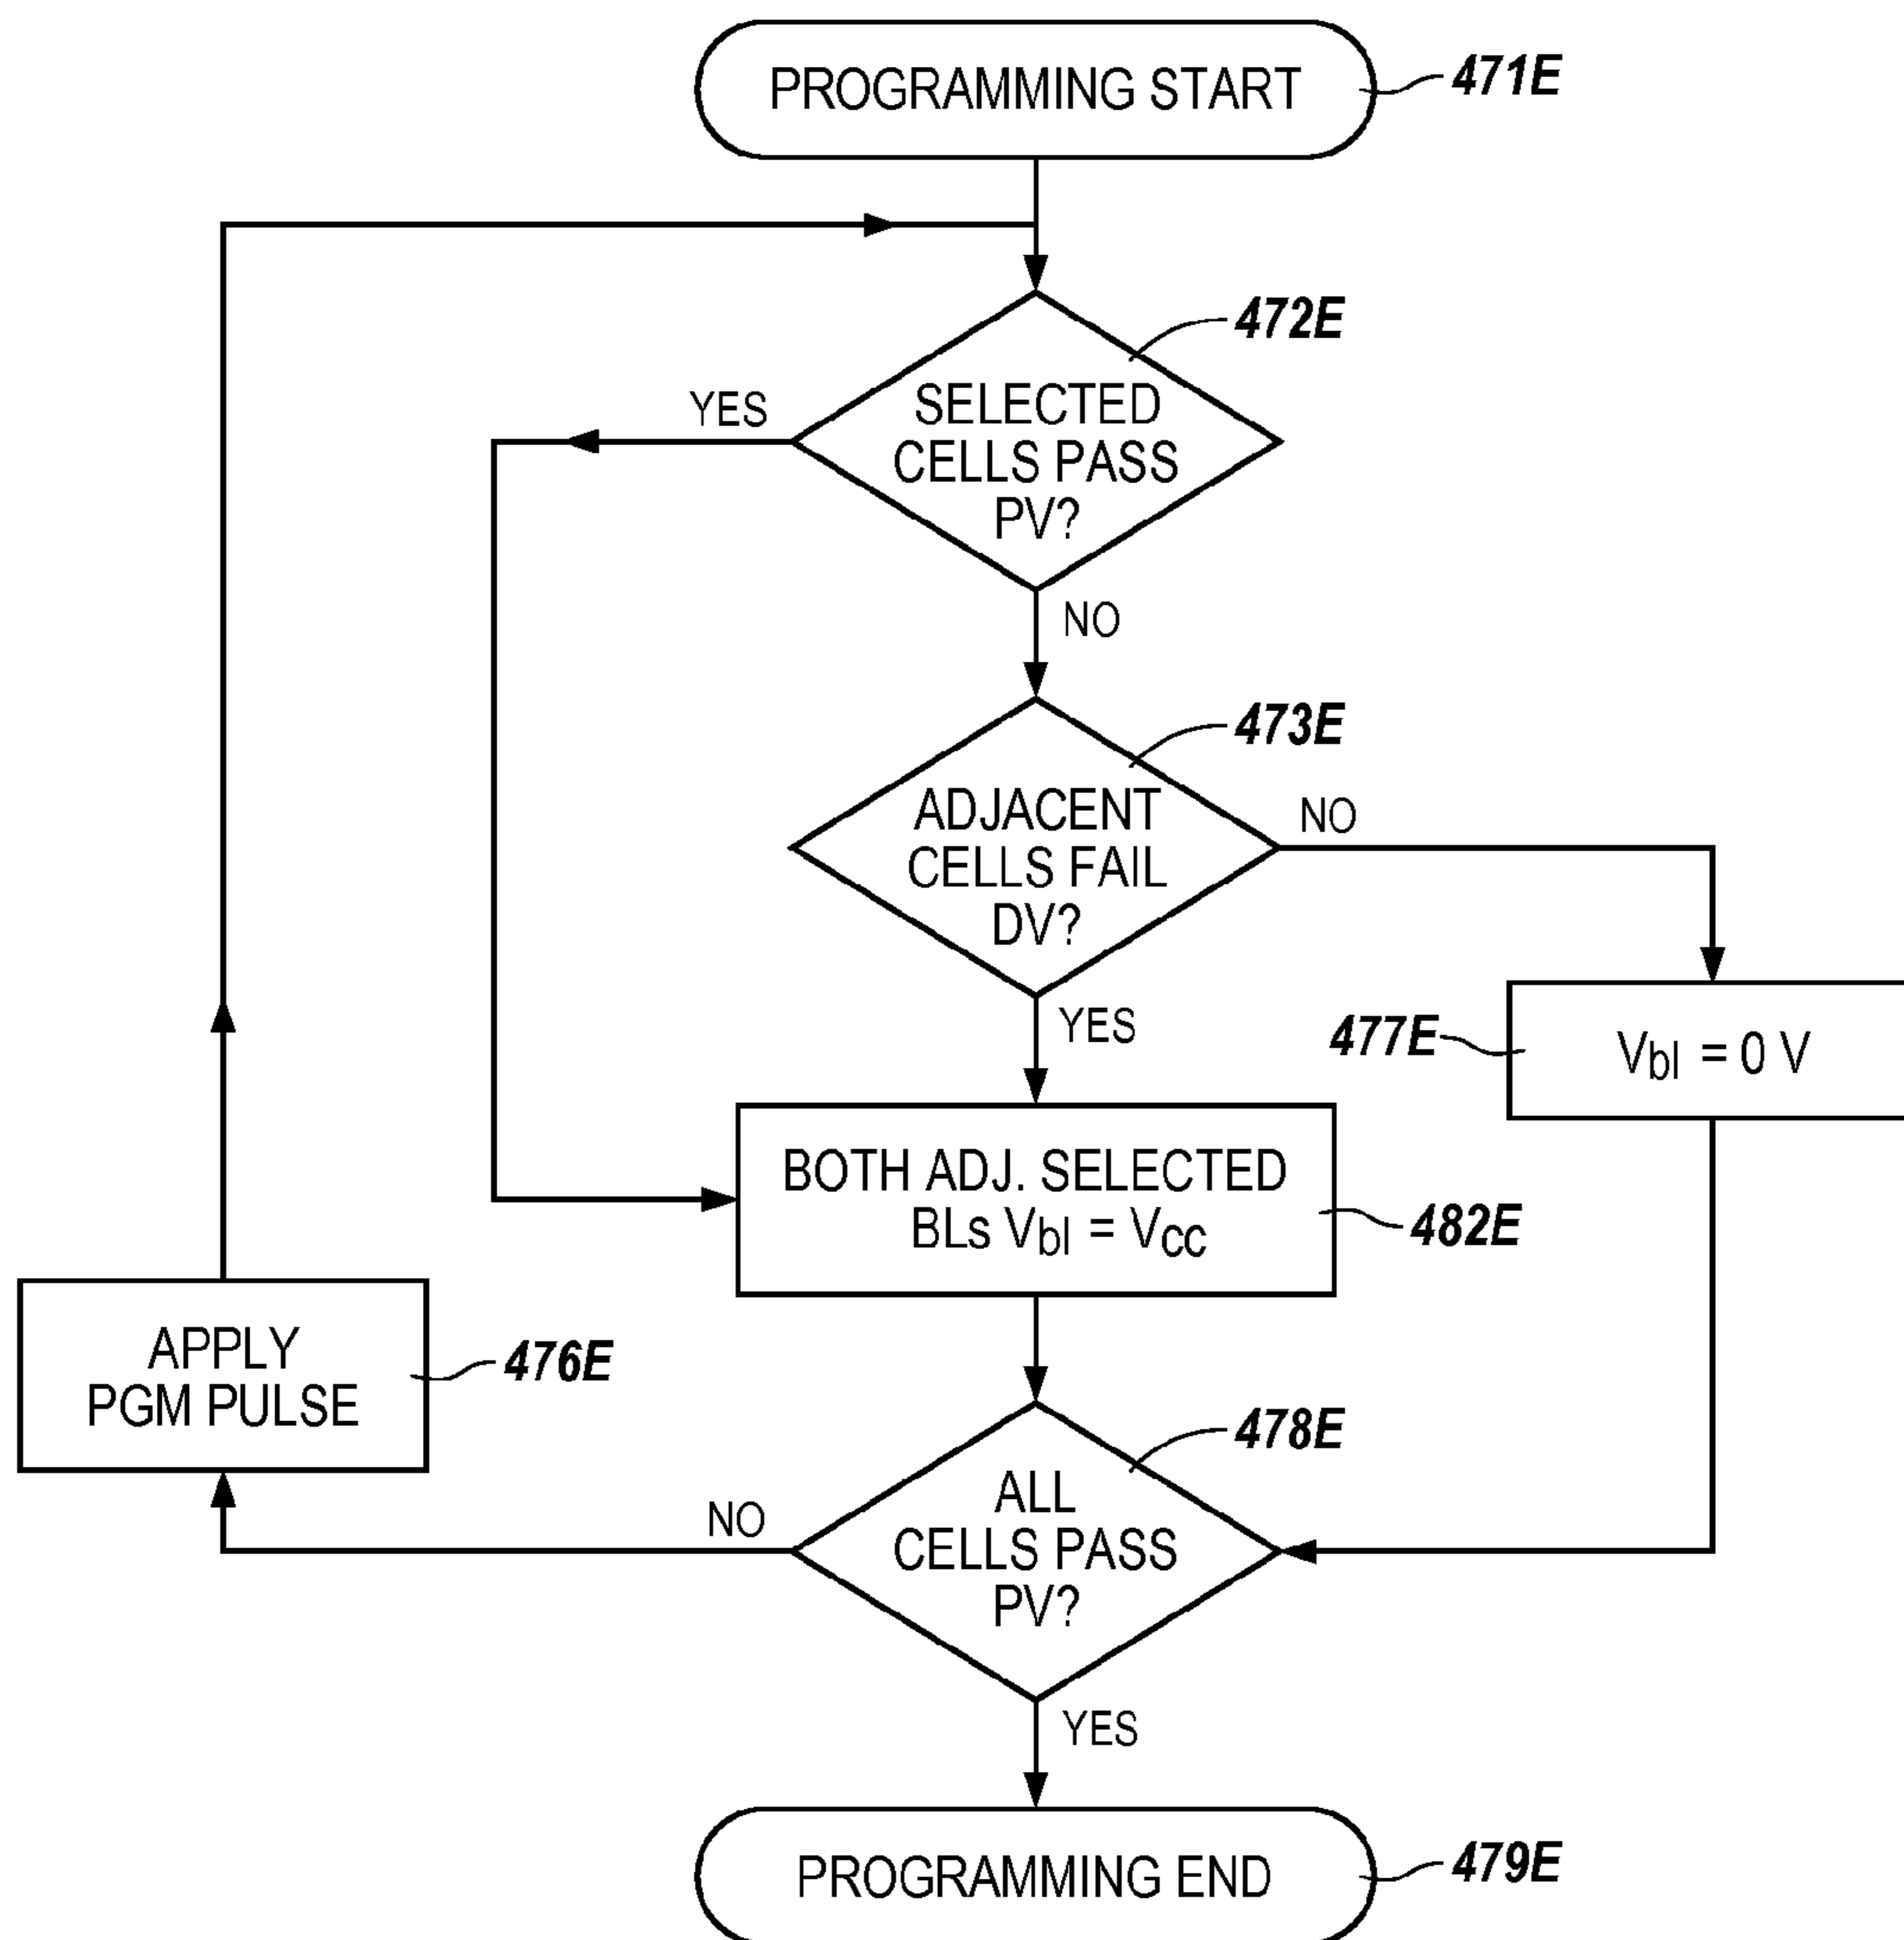 PROGRAMMING START
471E
472E
SELECTED
CELLS PASS
PV?
YES
NO
473E
ADJACENT
CELLS FAIL
DV?
NO
YES
477E
Vbl = 0 V
BOTH ADJ. SELECTED
BLs Vbl = Vcc
482E
APPLY
PGM PULSE
476E
478E
ALL
CELLS PASS
PV?
NO
YES
PROGRAMMING END
479E